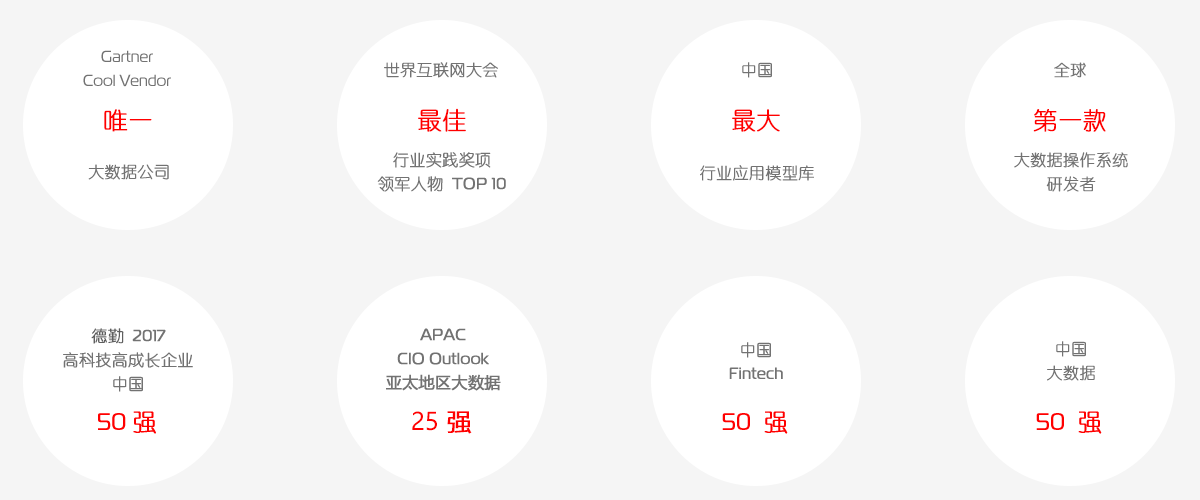 Gartner
Cool Vendor
唯一
大数据公司
世界互联网大会
最佳
行业实践奖项
领军人物 TOP 10
中国
最大
行业应用模型库
全球
第一款
大数据操作系统
研发者
德勤 2017
高科技高成长企业
中国
50 强
APAC
CIO Outlook
亚太地区大数据
25 强
中国
Fintech
50 强
中国
大数据
50 强